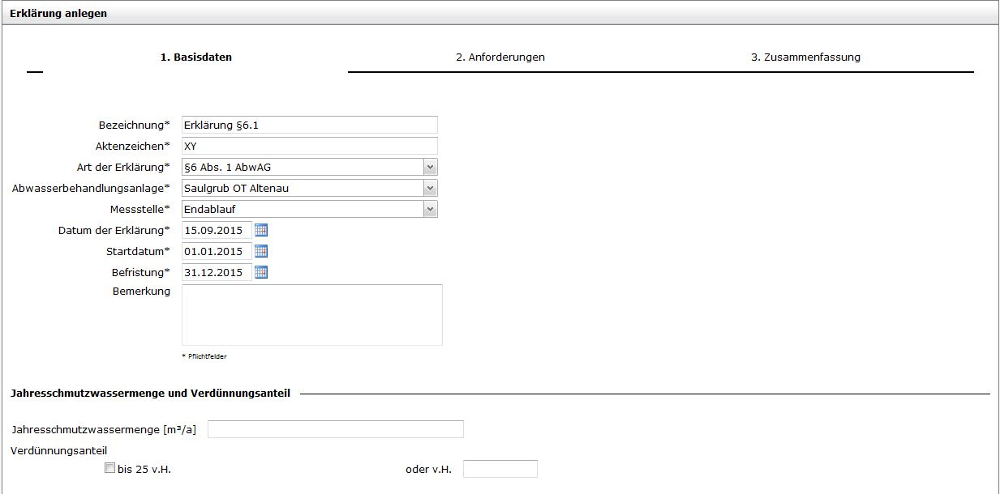 Erklärung anlegen
1. Basisdaten 2. Anforderungen 3. Zusammenfassung
Bezeichnung* Erklärung §6.1
Aktenzeichen* XY
Art der Erklärung* §6 Abs. 1 AbwAG
Abwasserbehandlungsanlage* Saulgrub OT Altenau
Messstelle* Endablauf
Datum der Erklärung* 15.09.2015
Startdatum* 01.01.2015
Befristung* 31.12.2015
Bemerkung
* Pflichtfelder
Jahresschmutzwassermenge und Verdünnungsanteil
Jahresschmutzwassermenge [m³/a]
Verdünnungsanteil
bis 25 v.H. oder v.H.